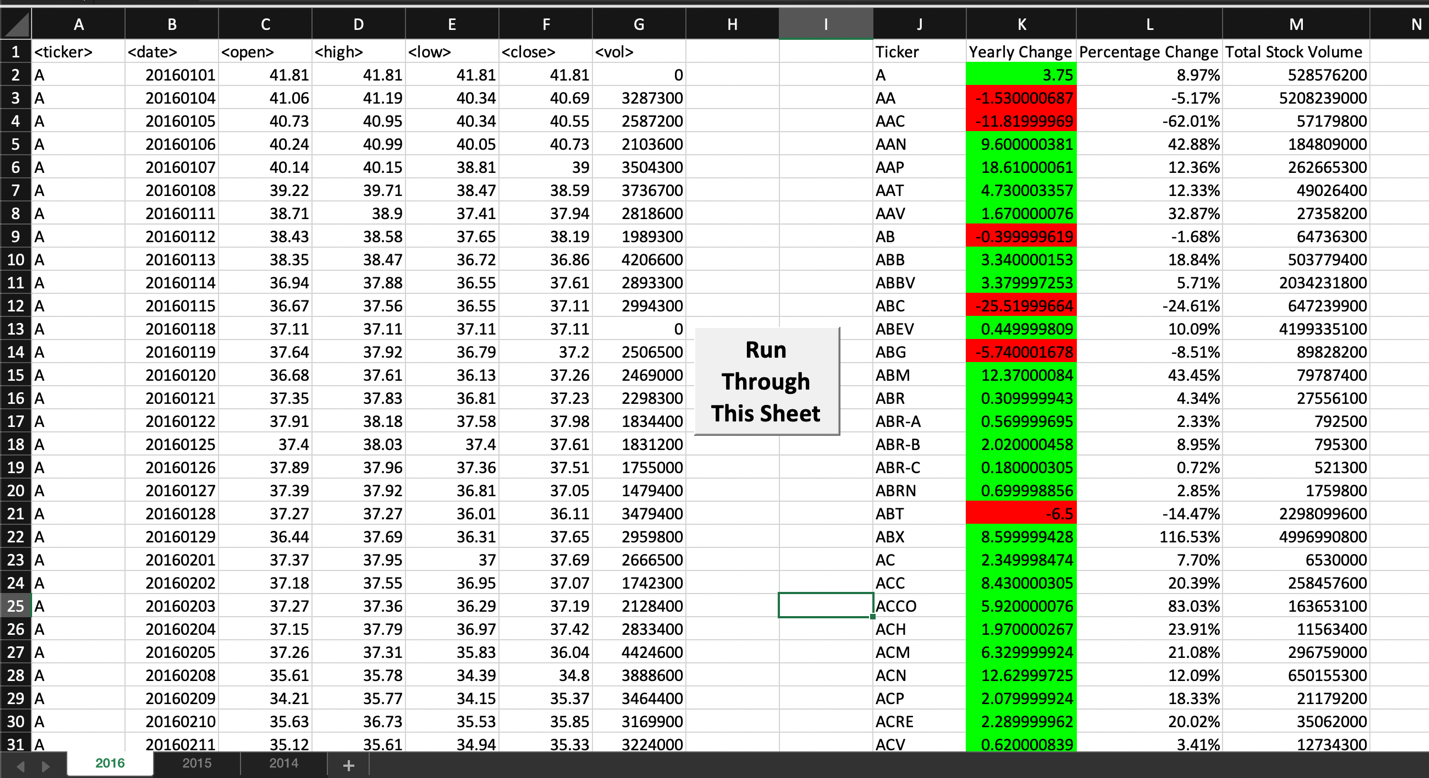 A B C D E F G H I J K L M N
1 <ticker> <date> <open> <high> <low> <close> <vol> Ticker Yearly Change Percentage Change Total Stock Volume
2 A 20160101 41.81 41.81 41.81 41.81 0 A 3.75 8.97% 528576200
3 A 20160104 41.06 41.19 40.34 40.69 3287300 AA -1.530000687 -5.17% 5208239000
4 A 20160105 40.73 40.95 40.34 40.55 2587200 AAC -11.81999969 -62.01% 57179800
5 A 20160106 40.24 40.99 40.05 40.73 2103600 AAN 9.600000381 42.88% 184809000
6 A 20160107 40.14 40.15 38.81 39 3504300 AAP 18.61000061 12.36% 262665300
7 A 20160108 39.22 39.71 38.47 38.59 3736700 AAT 4.730003357 12.33% 49026400
8 A 20160111 38.71 38.9 37.41 37.94 2818600 AAV 1.670000076 32.87% 27358200
9 A 20160112 38.43 38.58 37.65 38.19 1989300 AB -0.399999619 -1.68% 64736300
10 A 20160113 38.35 38.47 36.72 36.86 4206600 ABB 3.340000153 18.84% 503779400
11 A 20160114 36.94 37.88 36.55 37.61 2893300 ABBV 3.379997253 5.71% 2034231800
12 A 20160115 36.67 37.56 36.55 37.11 2994300 ABC -25.51999664 -24.61% 647239900
13 A 20160118 37.11 37.11 37.11 37.11 0 ABEV 0.449999809 10.09% 4199335100
14 A 20160119 37.64 37.92 36.79 37.2 2506500 Run ABG -5.740001678 -8.51% 89828200
15 A 20160120 36.68 37.61 36.13 37.26 2469000 Through ABM 12.37000084 43.45% 79787400
16 A 20160121 37.35 37.83 36.81 37.23 2298300 This Sheet ABR 0.309999943 4.34% 27556100
17 A 20160122 37.91 38.18 37.58 37.98 1834400 ABR-A 0.569999695 2.33% 792500
18 A 20160125 37.4 38.03 37.4 37.61 1831200 ABR-B 2.020000458 8.95% 795300
19 A 20160126 37.89 37.96 37.36 37.51 1755000 ABR-C 0.180000305 0.72% 521300
20 A 20160127 37.39 37.92 36.81 37.05 1479400 ABRN 0.699998856 2.85% 1759800
21 A 20160128 37.27 37.27 36.01 36.11 3479400 ABT -6.5 -14.47% 2298099600
22 A 20160129 36.44 37.69 36.31 37.65 2959800 ABX 8.599999428 116.53% 4996990800
23 A 20160201 37.37 37.95 37 37.69 2666500 AC 2.349998474 7.70% 6530000
24 A 20160202 37.18 37.55 36.95 37.07 1742300 ACC 8.430000305 20.39% 258457600
25 A 20160203 37.27 37.36 36.29 37.19 2128400 ACCO 5.920000076 83.03% 163653100
26 A 20160204 37.15 37.79 36.97 37.42 2833400 ACH 1.970000267 23.91% 11563400
27 A 20160205 37.26 37.31 35.83 36.04 4424600 ACM 6.329999924 21.08% 296759000
28 A 20160208 35.61 35.78 34.39 34.8 3888600 ACN 12.62999725 12.09% 650155300
29 A 20160209 34.21 35.77 34.15 35.37 3464400 ACP 2.079999924 18.33% 21179200
30 A 20160210 35.63 36.73 35.53 35.85 3169900 ACRE 2.289999962 20.02% 35062000
31 A 20160211 35.12 35.61 34.94 35.33 3224000 ACV 0.620000839 3.41% 12734300
2016 2015 2014 +